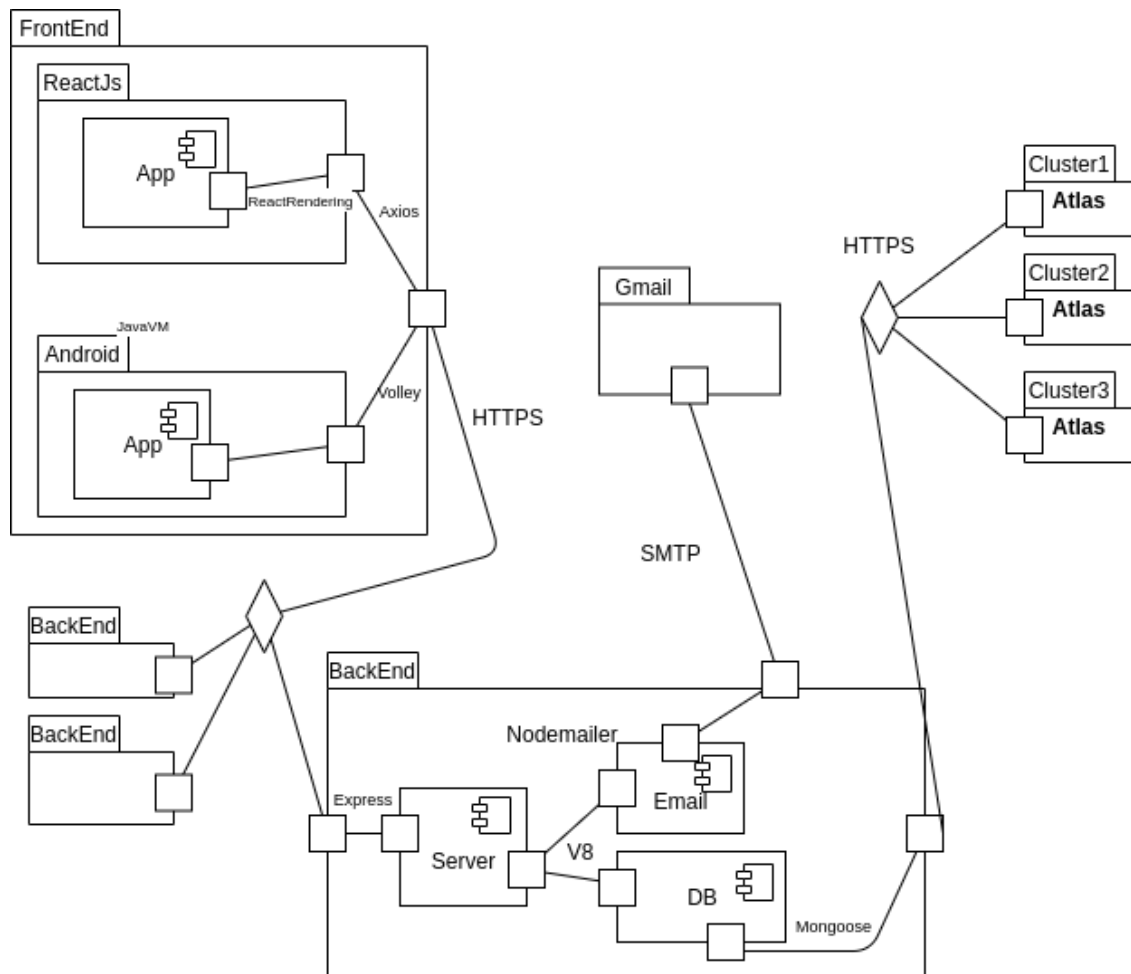 FrontEnd
ReactJs
App
ReactRendering
Axios
JavaVM
Android
App
Volley
HTTPS
Gmail
SMTP
HTTPS
Cluster1
Atlas
Cluster2
Atlas
Cluster3
Atlas
BackEnd
BackEnd
BackEnd
Nodemailer
Email
Express
Server
V8
DB
Mongoose